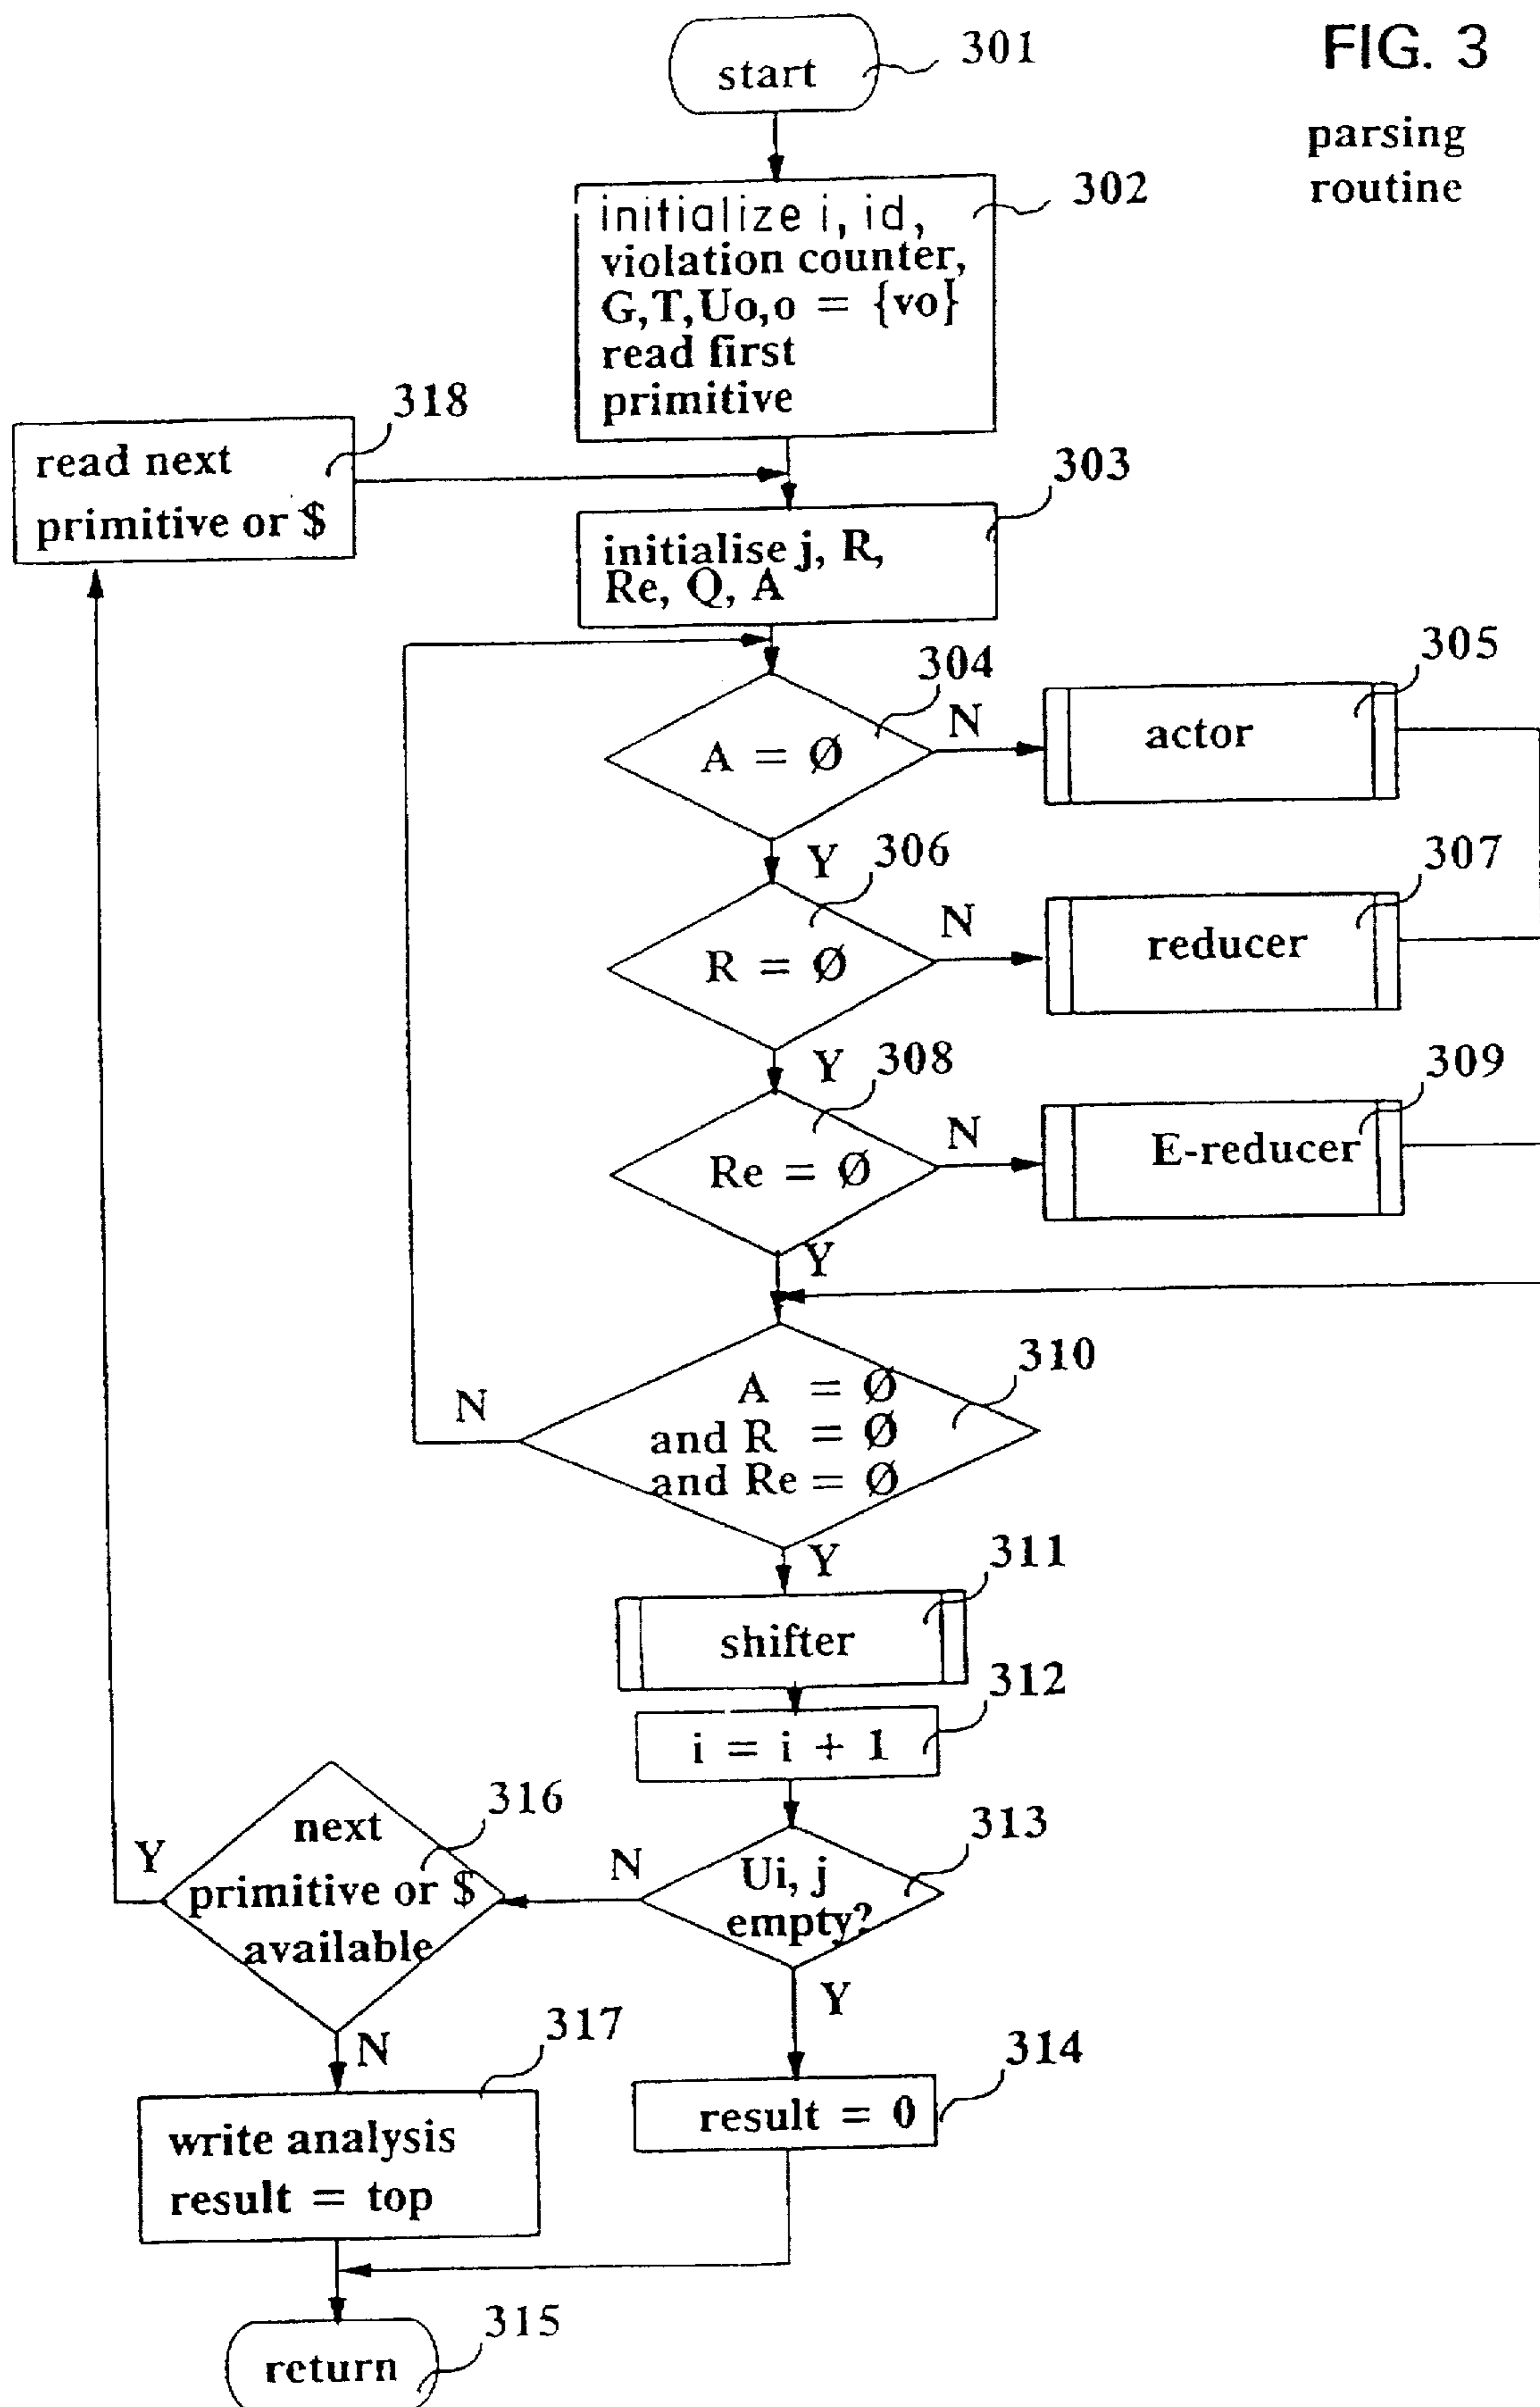 FIG. 3
parsing
routine
start
301
initialize i, id,
violation counter,
G,T,Uo,o = {vo}
read first
primitive
302
318
read next
primitive or $
303
initialise j, R,
Re, Q, A
304
A = Ø
N
305
actor
Y
306
R = Ø
N
307
reducer
Y
308
Re = Ø
N
309
E-reducer
Y
310
A = Ø
and R = Ø
and Re = Ø
N
Y
311
shifter
312
i = i + 1
313
Ui, j
empty?
N
316
next
primitive or $
available
Y
Y
N
317
write analysis
result = top
314
result = 0
315
return